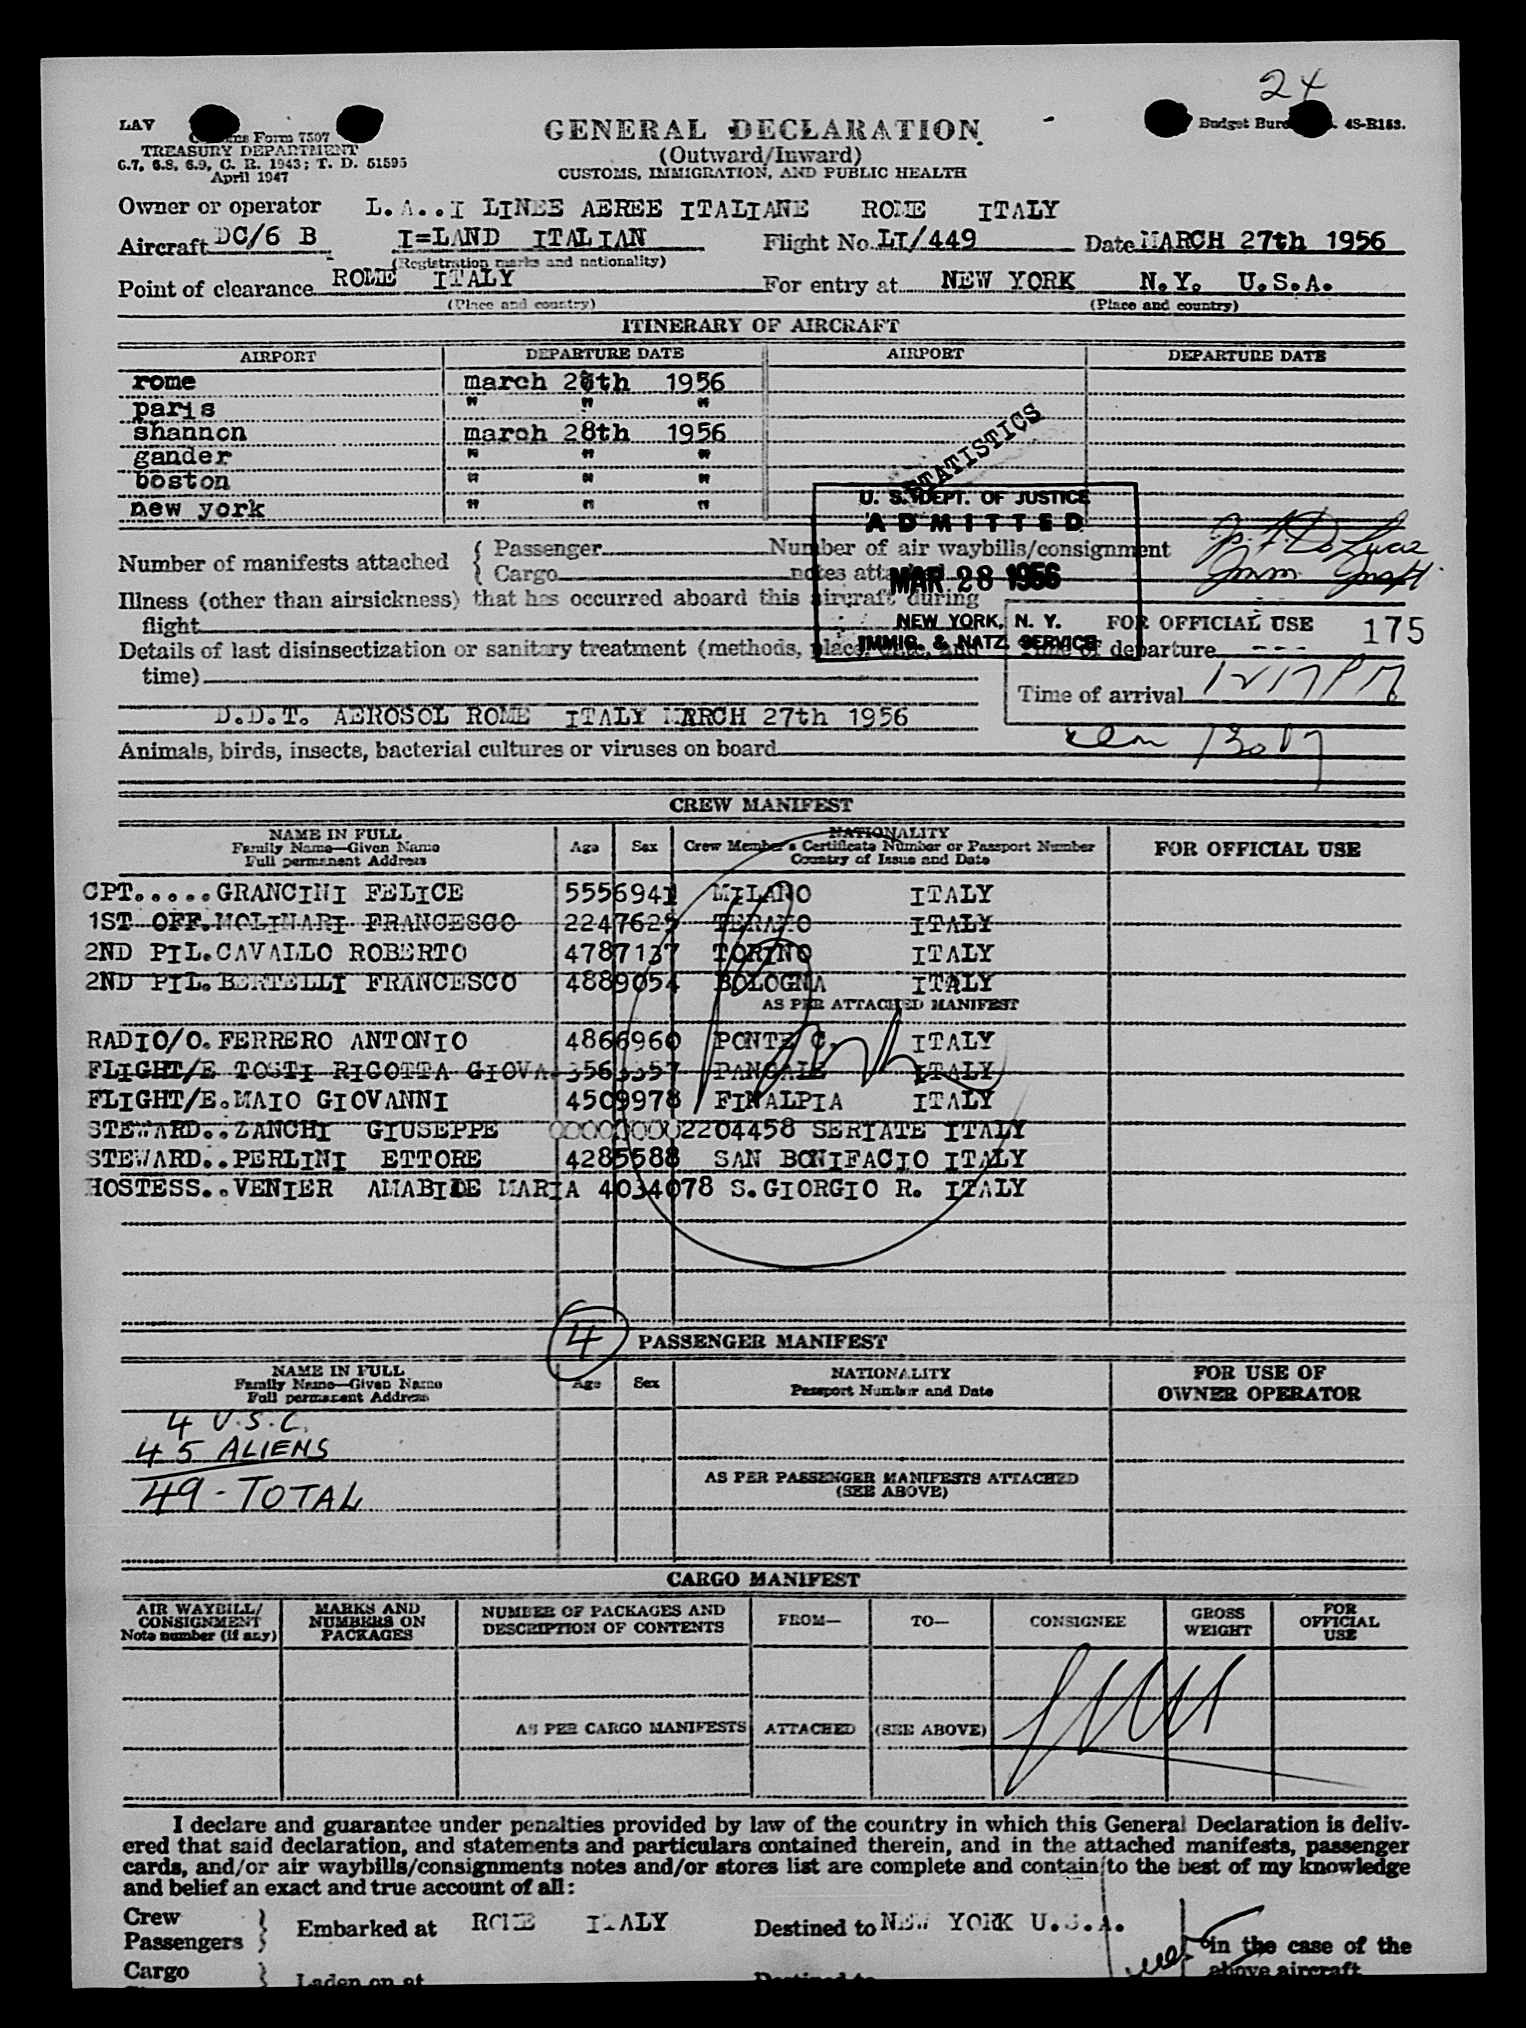 24
LAV
Customs Form 7507
TREASURY DEPARTMENT
6.7, 6.8, 6.9, C. R. 1943; T. D. 51595
April 1947
GENERAL DECLARATION
(Outward/Inward)
CUSTOMS, IMMIGRATION, AND PUBLIC HEALTH
Budget Bureau 48-R183.
Owner or operator L.A..I LINEE AEREE ITALIANE ROME ITALY
Aircraft DC/6 B I=LAND ITALIAN Flight No. LI/449 Date MARCH 27th 1956
(Registration marks and nationality)
Point of clearance ROME ITALY For entry at NEW YORK N.Y. U.S.A.
(Place and country) (Place and country)
ITINERARY OF AIRCRAFT
AIRPORT DEPARTURE DATE AIRPORT DEPARTURE DATE
rome march 28th 1956
paris " " "
shannon march 28th 1956
gander " " "
boston " " "
new york " " "
STATISTICS
U. S. DEPT. OF JUSTICE
ADMITTED
MAR 28 1956
NEW YORK, N. Y.
IMMIG. & NATZ. SERVICE
Number of manifests attached { Passenger Number of air waybills/consignment
Cargo notes attached
Illness (other than airsickness) that has occurred aboard this aircraft during
flight
FOR OFFICIAL USE 175
Details of last disinsectization or sanitary treatment (methods, place, date, and
time)
Time of departure ---
Time of arrival 1217 PM
D.D.T. AEROSOL ROME ITALY MARCH 27th 1956
Animals, birds, insects, bacterial cultures or viruses on board
CREW MANIFEST
NAME IN FULL
Family Name—Given Name
Full permanent Address
Age Sex
NATIONALITY
Crew Member's Certificate Number or Passport Number
Country of Issue and Date
FOR OFFICIAL USE
CPT.....GRANCINI FELICE 5556941 MILANO ITALY
1ST OFF.MOLINARI FRANCESCO 2247625 TERAMO ITALY
2ND PIL.CAVALLO ROBERTO 4787137 TORINO ITALY
2ND PIL.BERTELLI FRANCESCO 4889054 BOLOGNA ITALY
AS PER ATTACHED MANIFEST
RADIO/O.FERRERO ANTONIO 4866960 PONTE C. ITALY
FLIGHT/E TOSTI RIGOTTA GIOVA. 3563357 ITALY
FLIGHT/E.MAIO GIOVANNI 4509978 FINALPIA ITALY
STEWARD..ZANCHI GIUSEPPE 2204458 SERIATE ITALY
STEWARD..PERLINI ETTORE 4285588 SAN BONIFACIO ITALY
HOSTESS..VENIER AMABILE MARIA 4034078 S.GIORGIO R. ITALY
4
PASSENGER MANIFEST
NAME IN FULL
Family Name—Given Name
Full permanent Address
Age Sex
NATIONALITY
Passport Number and Date
FOR USE OF
OWNER OPERATOR
4 U.S.C.
45 ALIENS
49 - TOTAL
AS PER PASSENGER MANIFESTS ATTACHED
(SEE ABOVE)
CARGO MANIFEST
AIR WAYBILL/
CONSIGNMENT
Note number (if any)
MARKS AND
NUMBERS ON
PACKAGES
NUMBER OF PACKAGES AND
DESCRIPTION OF CONTENTS
FROM—
TO—
CONSIGNEE
GROSS
WEIGHT
FOR
OFFICIAL
USE
AS PER CARGO MANIFESTS ATTACHED (SEE ABOVE)
I declare and guarantee under penalties provided by law of the country in which this General Declaration is deliv-
ered that said declaration, and statements and particulars contained therein, and in the attached manifests, passenger
cards, and/or air waybills/consignments notes and/or stores list are complete and contain to the best of my knowledge
and belief an exact and true account of all:
Crew
Passengers } Embarked at ROME ITALY Destined to NEW YORK U.S.A.
in the case of the
Cargo } Laden on at Destined to above aircraft